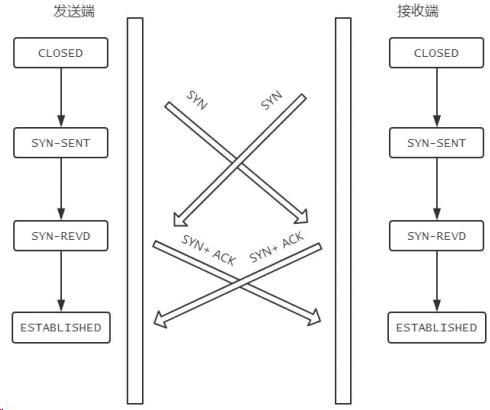 发送端
接收端
CLOSED
CLOSED
SYN
SYN
SYN-SENT
SYN-SENT
SYN-REVD
SYN-REVD
SYN+ ACK
SYN+ ACK
ESTABLISHED
ESTABLISHED